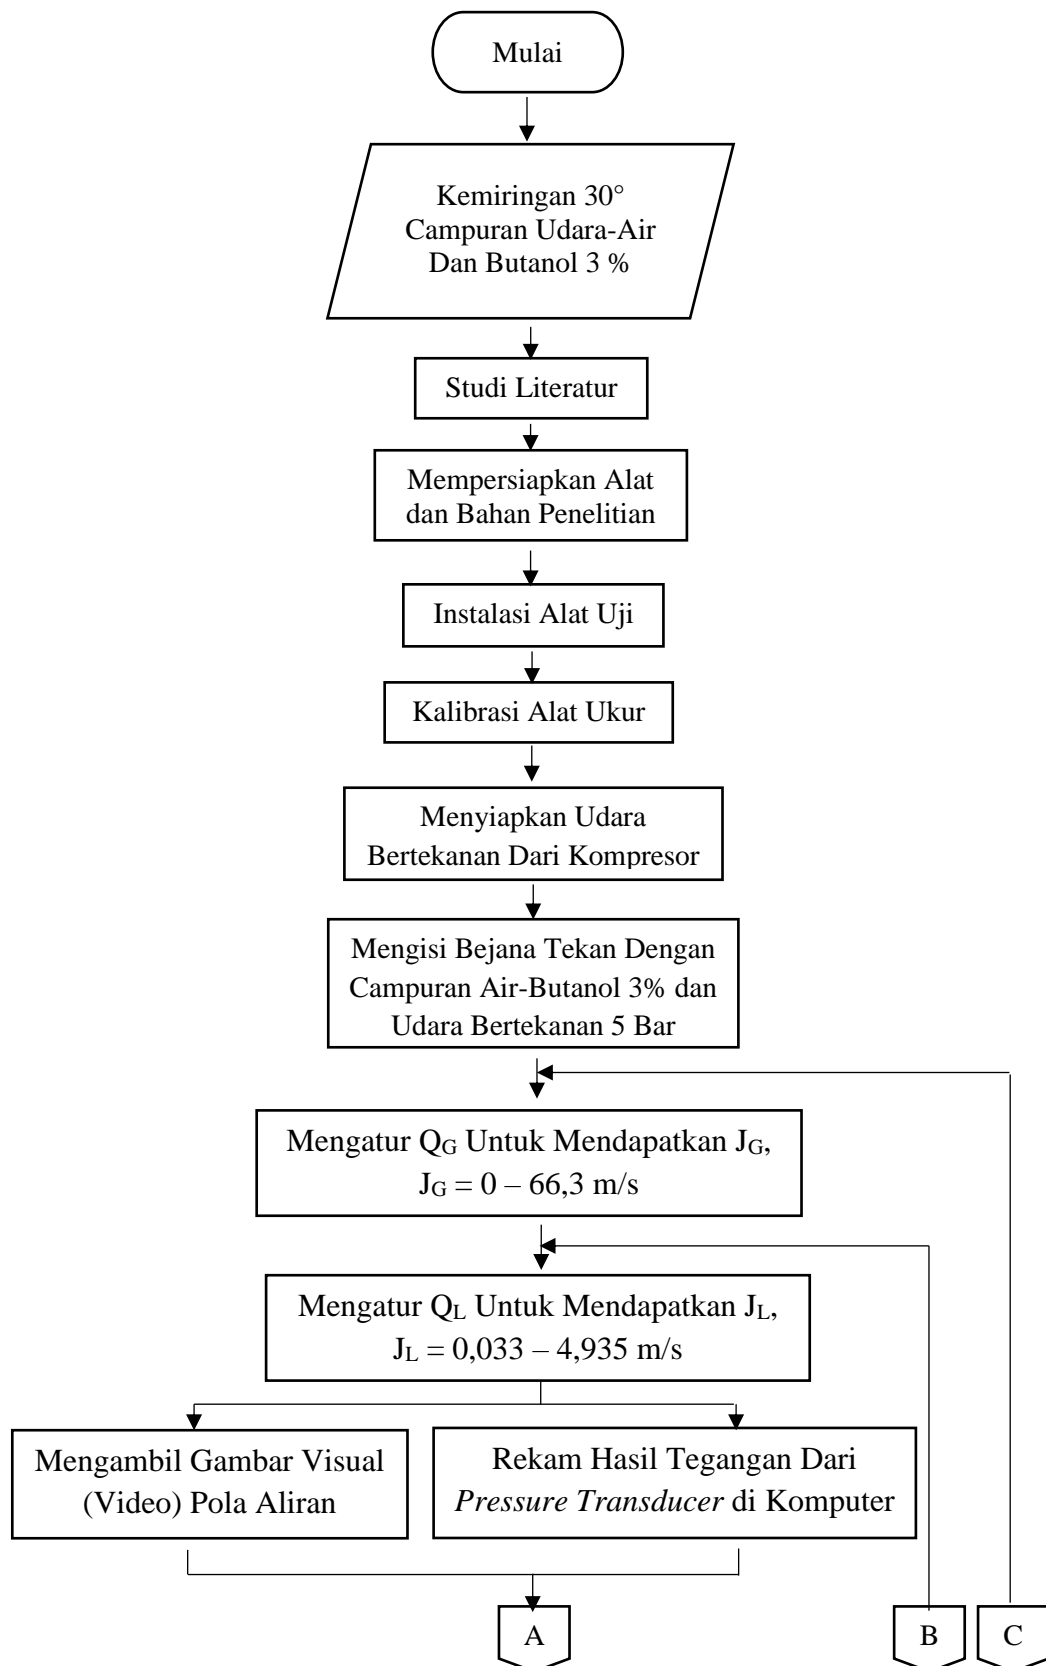 Mulai
Kemiringan 30°
Campuran Udara-Air
Dan Butanol 3 %
Studi Literatur
Mempersiapkan Alat
dan Bahan Penelitian
Instalasi Alat Uji
Kalibrasi Alat Ukur
Menyiapkan Udara
Bertekanan Dari Kompresor
Mengisi Bejana Tekan Dengan
Campuran Air-Butanol 3% dan
Udara Bertekanan 5 Bar
Mengatur QG Untuk Mendapatkan JG,
JG = 0 – 66,3 m/s
Mengatur QL Untuk Mendapatkan JL,
JL = 0,033 – 4,935 m/s
Mengambil Gambar Visual
(Video) Pola Aliran
Rekam Hasil Tegangan Dari
Pressure Transducer di Komputer
A
B
C